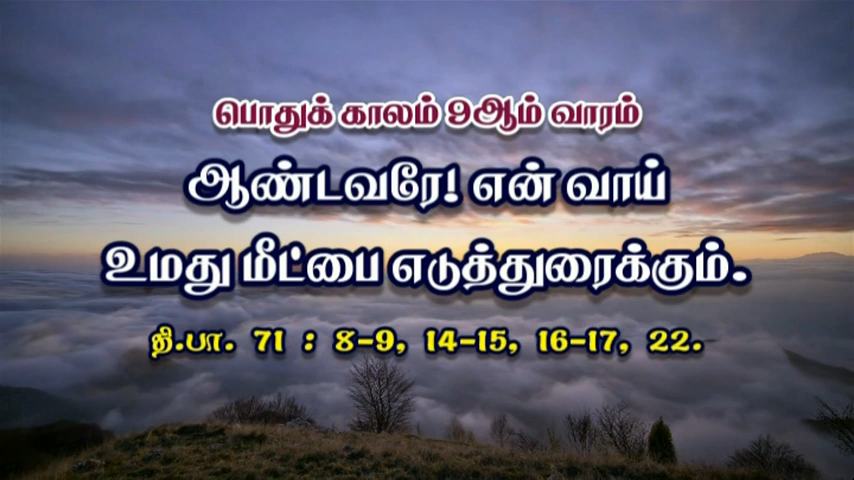 பொதுக் காலம் 9ஆம் வாரம்
ஆண்டவரே! என் வாய்
உமது மீட்பை எடுத்துரைக்கும்.
தி.பா. 71 : 8-9, 14-15, 16-17, 22.